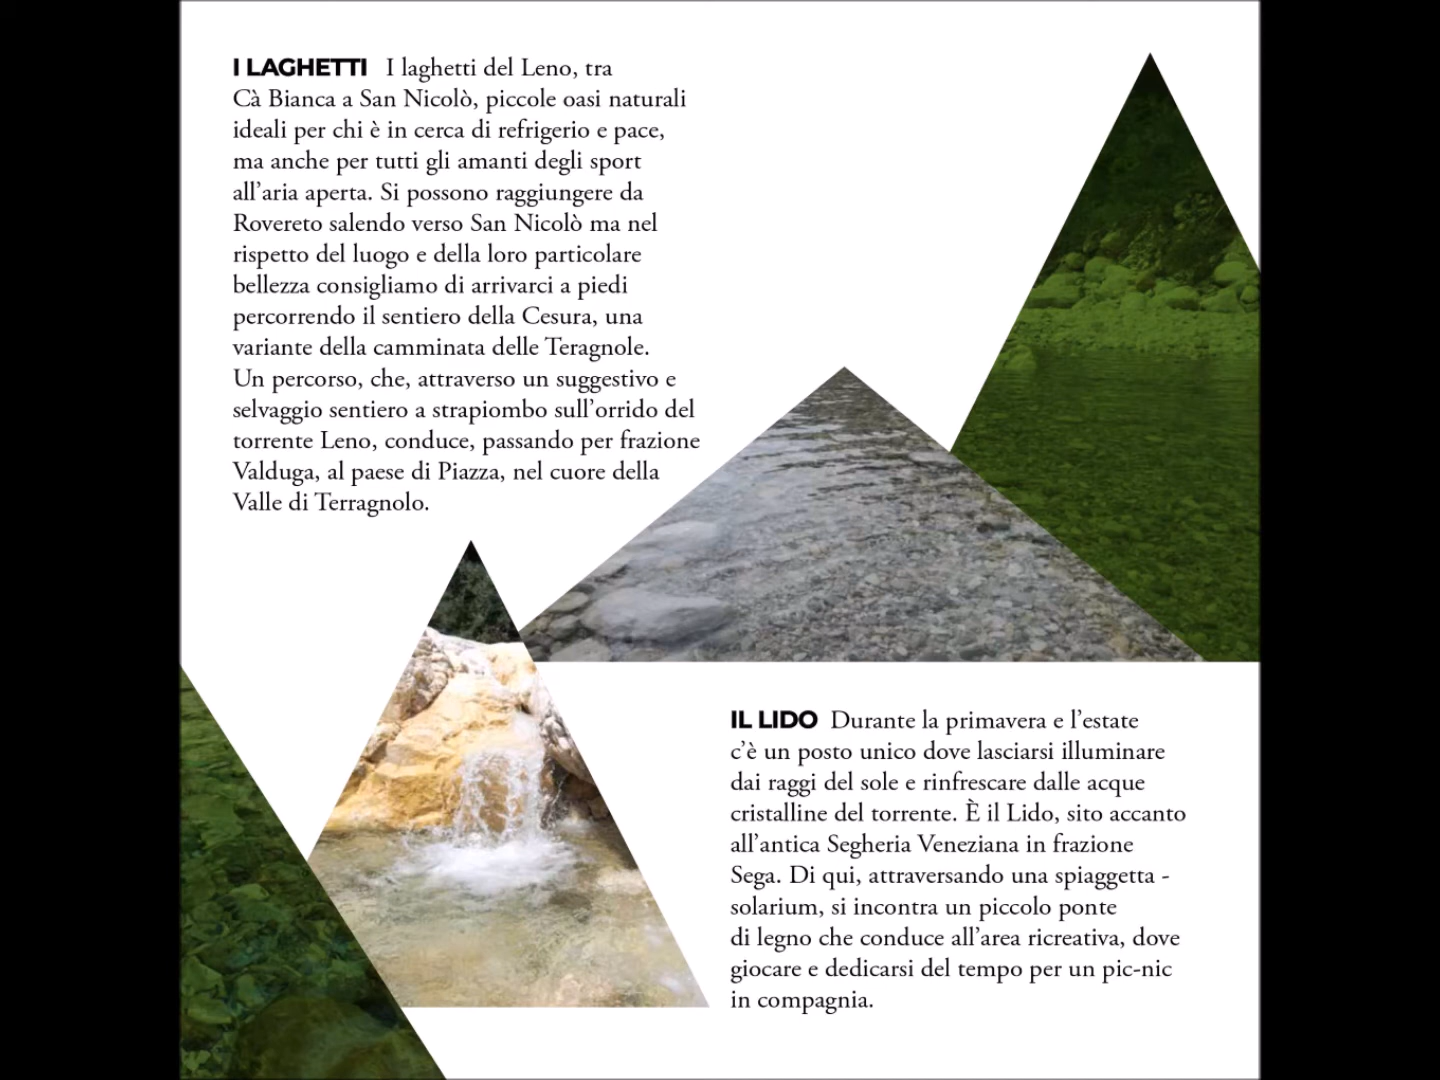 I LAGHETTI I laghetti del Leno, tra
Cà Bianca a San Nicolò, piccole oasi naturali
ideali per chi è in cerca di refrigerio e pace,
ma anche per tutti gli amanti degli sport
all’aria aperta. Si possono raggiungere da
Rovereto salendo verso San Nicolò ma nel
rispetto del luogo e della loro particolare
bellezza consigliamo di arrivarci a piedi
percorrendo il sentiero della Cesura, una
variante della camminata delle Teragnole.
Un percorso, che, attraverso un suggestivo e
selvaggio sentiero a strapiombo sull’orrido del
torrente Leno, conduce, passando per frazione
Valduga, al paese di Piazza, nel cuore della
Valle di Terragnolo.
IL LIDO Durante la primavera e l’estate
c’è un posto unico dove lasciarsi illuminare
dai raggi del sole e rinfrescare dalle acque
cristalline del torrente. È il Lido, sito accanto
all’antica Segheria Veneziana in frazione
Sega. Di qui, attraversando una spiaggetta -
solarium, si incontra un piccolo ponte
di legno che conduce all’area ricreativa, dove
giocare e dedicarsi del tempo per un pic-nic
in compagnia.